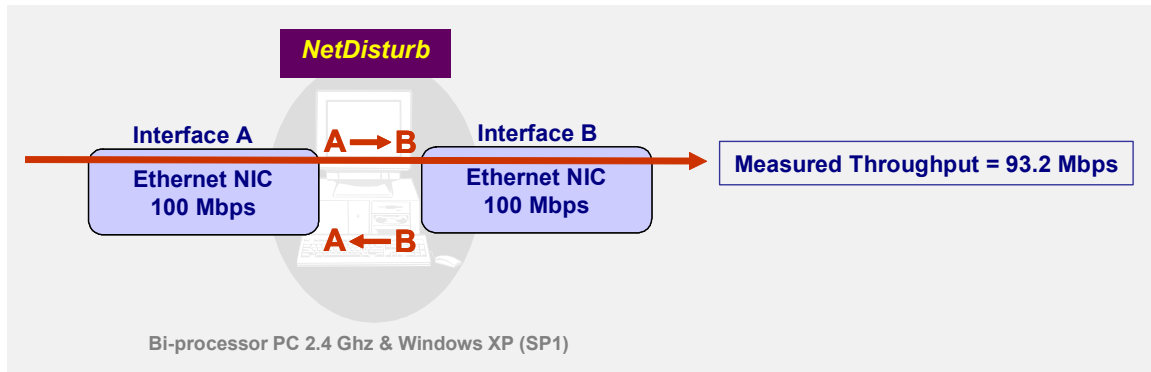 NetDisturb
Interface A
A → B
Interface B
Ethernet NIC
100 Mbps
Ethernet NIC
100 Mbps
Measured Throughput = 93.2 Mbps
A ← B
Bi-processor PC 2.4 Ghz & Windows XP (SP1)